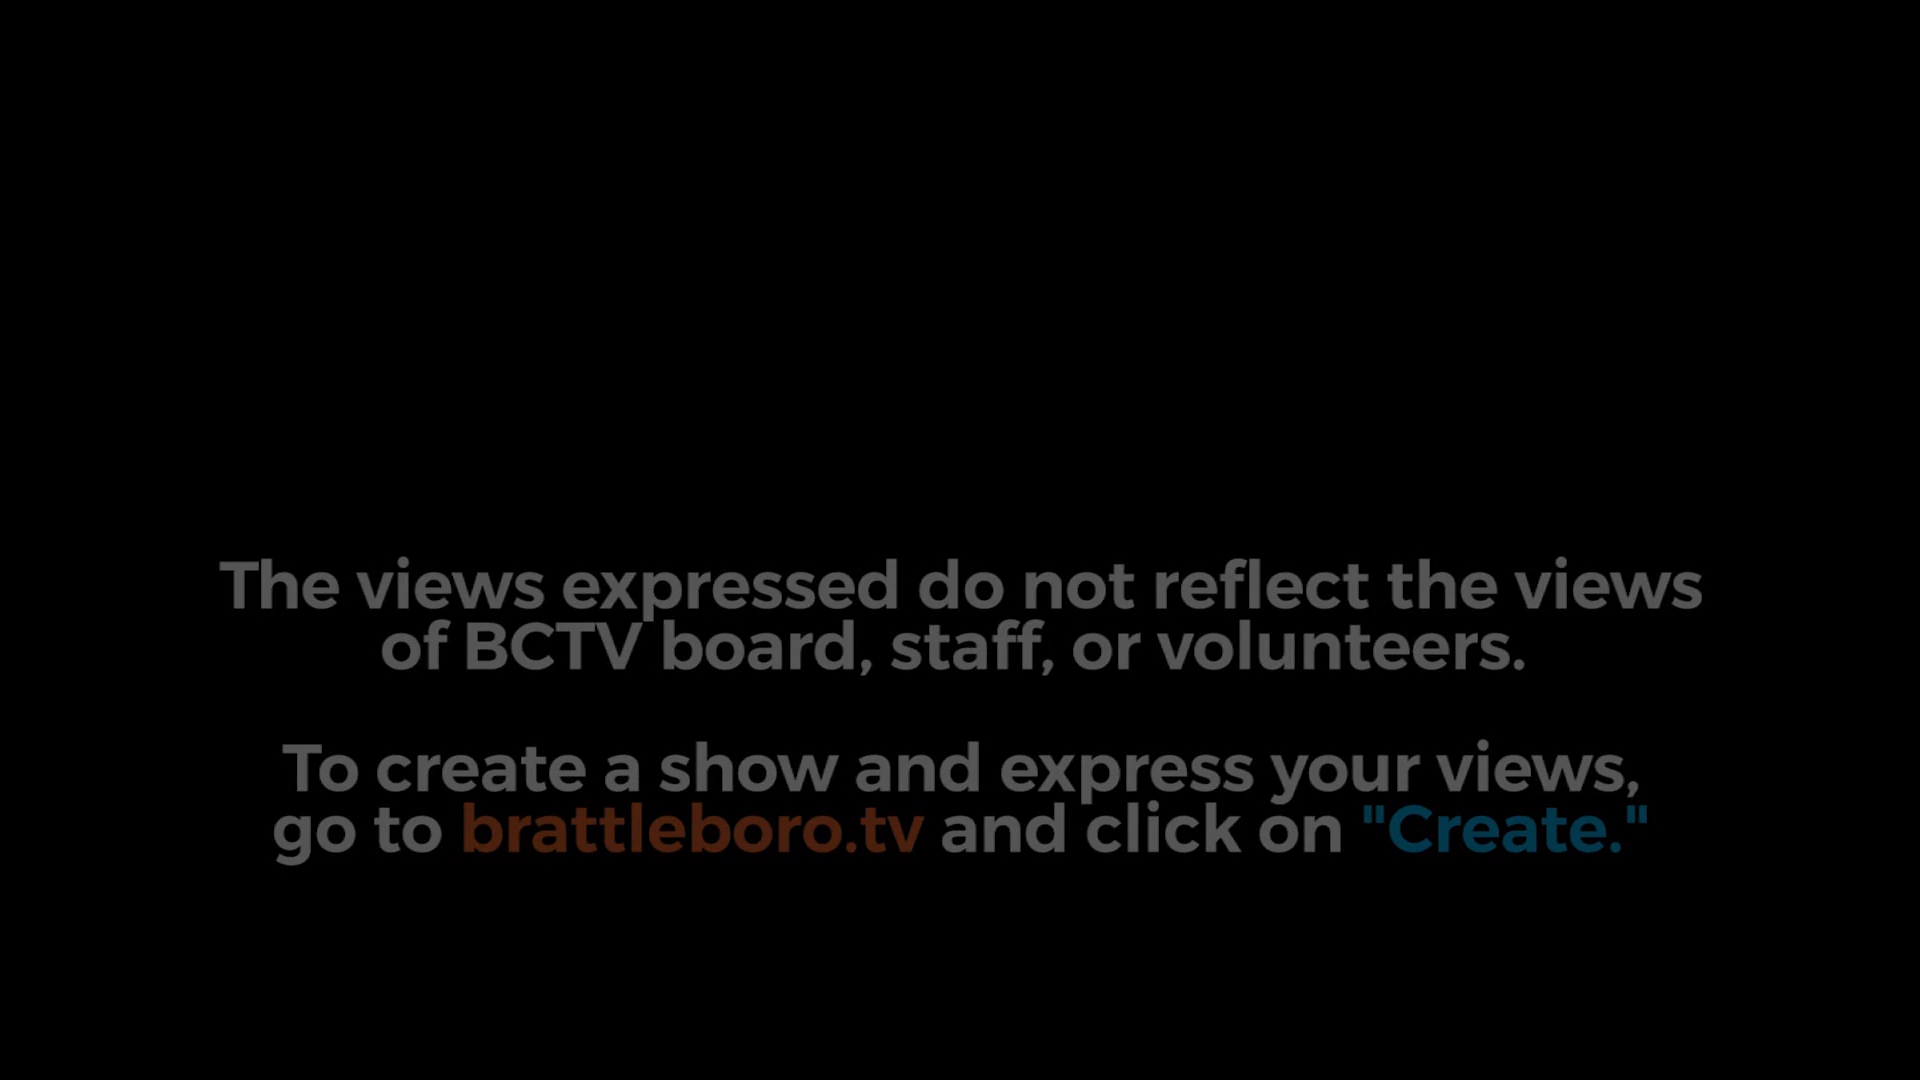 The views expressed do not reflect the views
of BCTV board, staff, or volunteers.
To create a show and express your views,
go to brattleboro.tv and click on "Create."